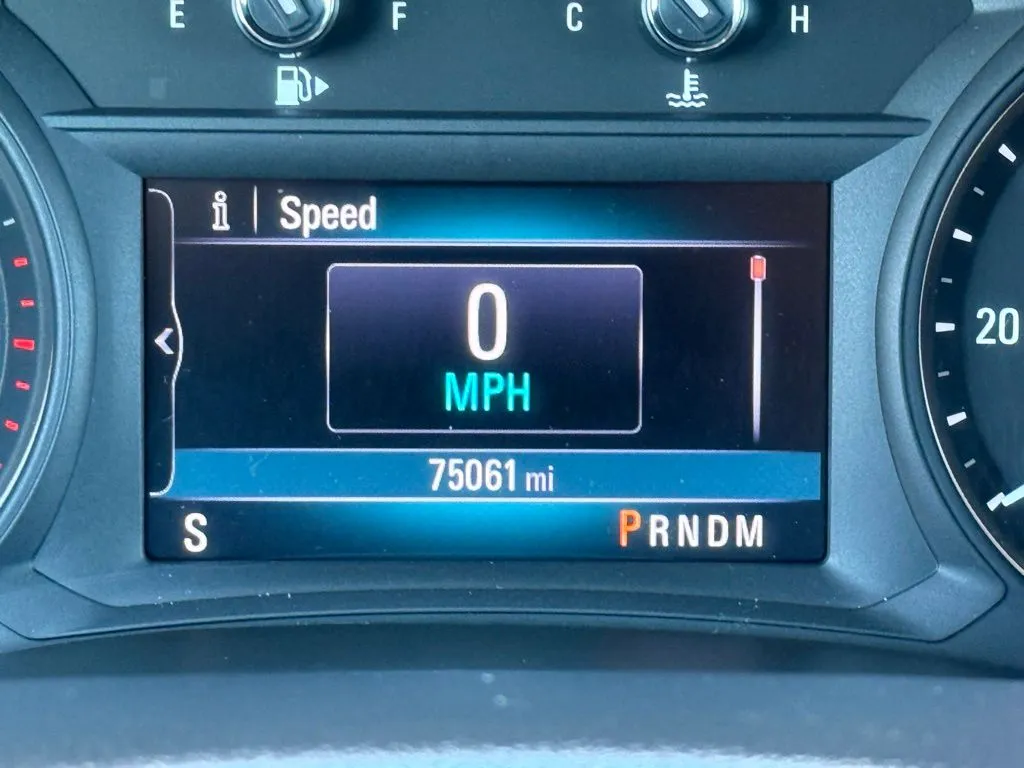 E F C H
i Speed
0
20
MPH
75061 mi
S PRNDM